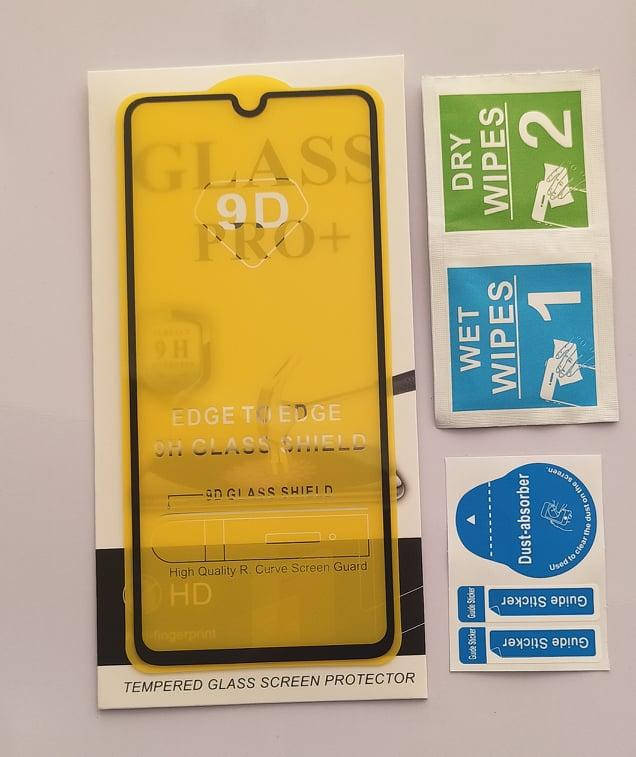 GLASS
9D
PRO+
9H
EDGE TO EDGE
9H GLASS SHIELD
9D GLASS SHIELD
High Quality R. Curve Screen Guard
HD
fingerprint
TEMPERED GLASS SCREEN PROTECTOR
DRY
WIPES
2
WET
WIPES
1
Dust-absorber
Used to clear the dust on the screen.
Guide Sticker
Guide Sticker
Guide Sticker
Guide Sticker